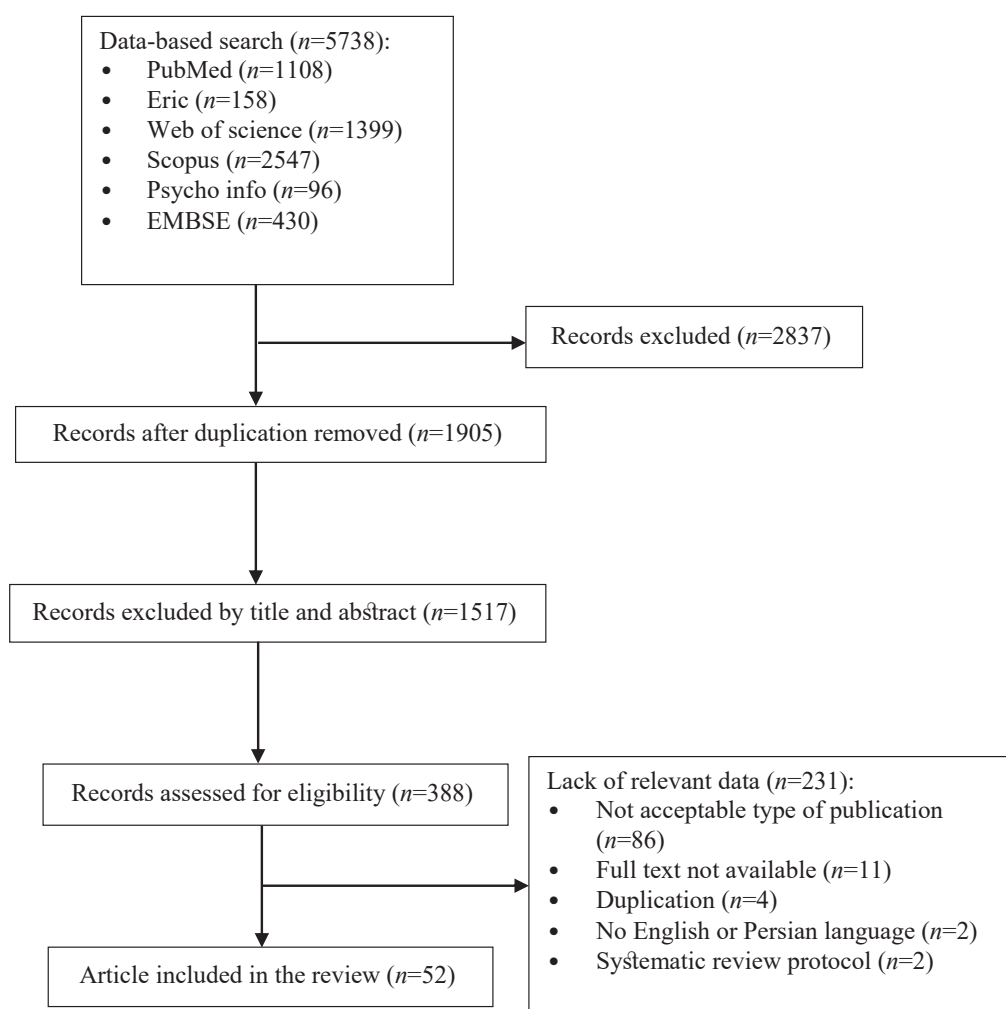 Data-based search (n=5738):
• PubMed (n=1108)
• Eric (n=158)
• Web of science (n=1399)
• Scopus (n=2547)
• Psycho info (n=96)
• EMBSE (n=430)
Records excluded (n=2837)
Records after duplication removed (n=1905)
Records excluded by title and abstract (n=1517)
Records assessed for eligibility (n=388)
Lack of relevant data (n=231):
• Not acceptable type of publication
(n=86)
• Full text not available (n=11)
• Duplication (n=4)
• No English or Persian language (n=2)
• Systematic review protocol (n=2)
Article included in the review (n=52)